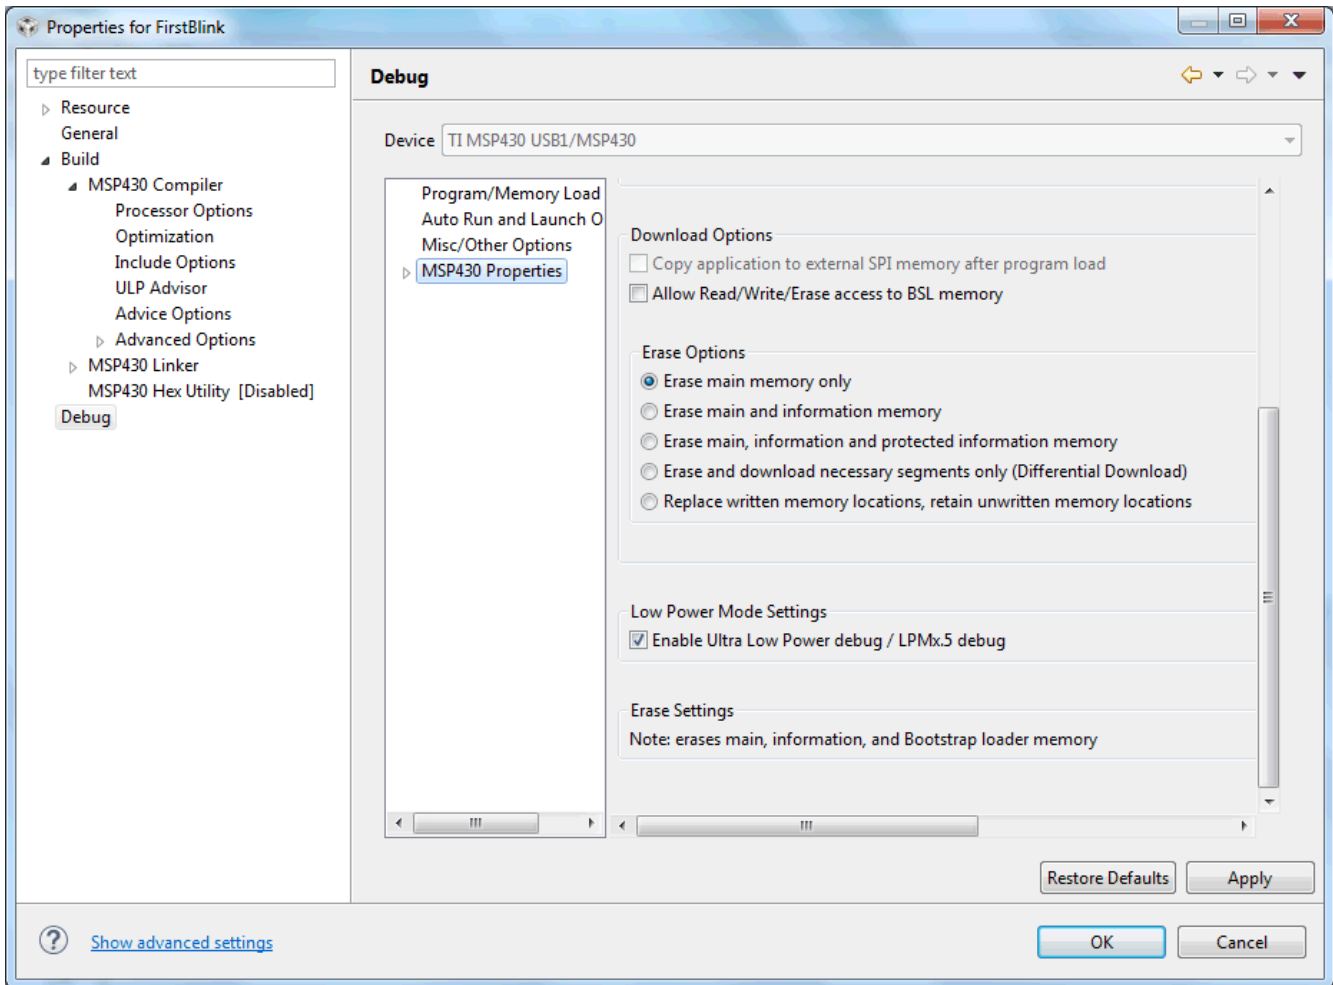 Properties for FirstBlink
type filter text
Resource
General
Build
MSP430 Compiler
Processor Options
Optimization
Include Options
ULP Advisor
Advice Options
Advanced Options
MSP430 Linker
MSP430 Hex Utility [Disabled]
Debug
Debug
Device TI MSP430 USB1/MSP430
Program/Memory Load
Auto Run and Launch O
Misc/Other Options
MSP430 Properties
Download Options
Copy application to external SPI memory after program load
Allow Read/Write/Erase access to BSL memory
Erase Options
Erase main memory only
Erase main and information memory
Erase main, information and protected information memory
Erase and download necessary segments only (Differential Download)
Replace written memory locations, retain unwritten memory locations
Low Power Mode Settings
Enable Ultra Low Power debug / LPMx.5 debug
Erase Settings
Note: erases main, information, and Bootstrap loader memory
Restore Defaults Apply
? Show advanced settings OK Cancel